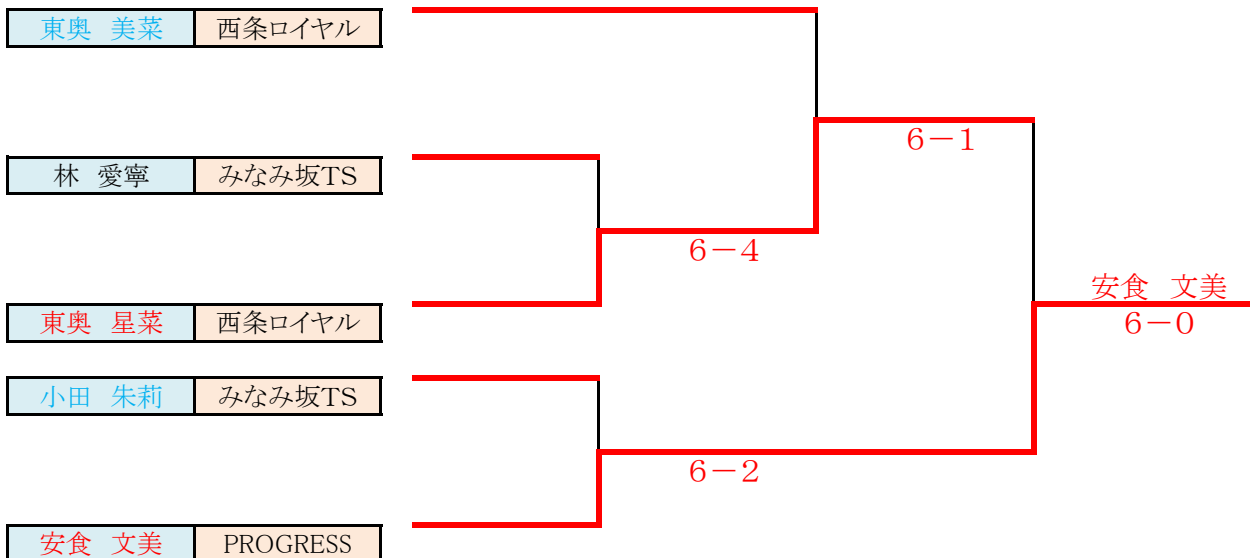 東奥　美菜 西条ロイヤル
6－1
林　愛寧 みなみ坂TS
6－4
安食　文美
東奥　星菜 西条ロイヤル
6－0
小田　朱莉 みなみ坂TS
6－2
安食　文美 PROGRESS